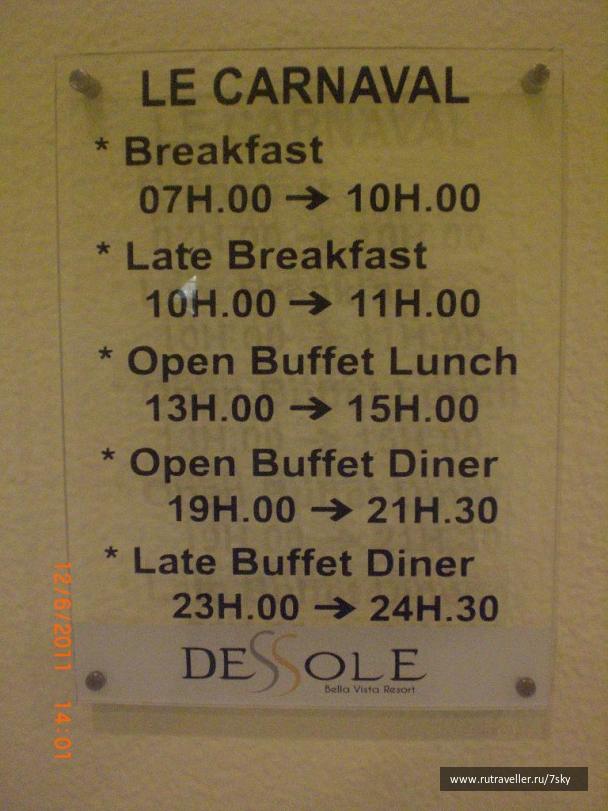 LE CARNAVAL
* Breakfast
07H.00 → 10H.00
* Late Breakfast
10H.00 → 11H.00
* Open Buffet Lunch
13H.00 → 15H.00
* Open Buffet Diner
19H.00 → 21H.30
* Late Buffet Diner
23H.00 → 24H.30
DESSOLE
Bella Vista Resort
12/6/2011 14:01
www.rutraveller.ru/7sky